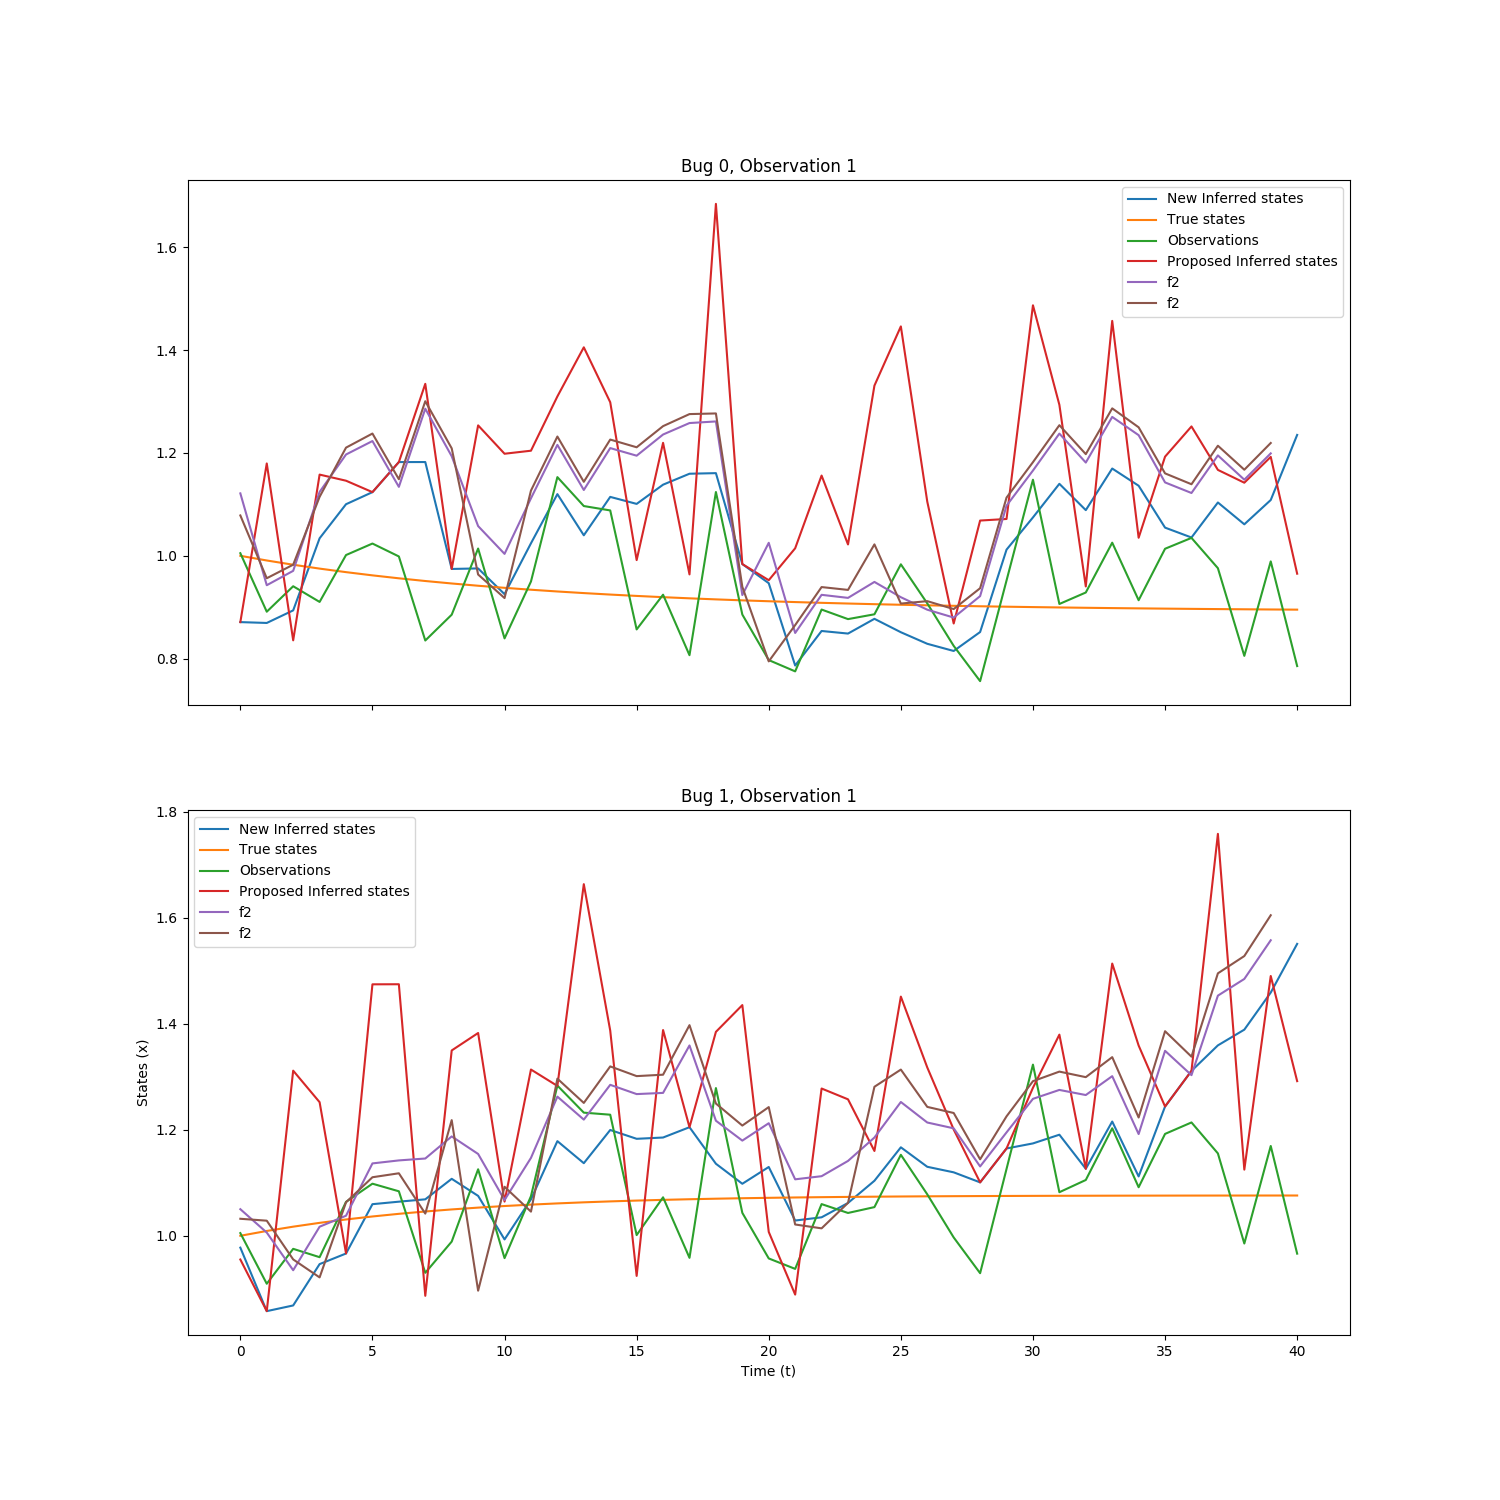 Bug 0, Observation 1
New Inferred states
True states
Observations
Proposed Inferred states
f2
f2
1.6
1.4
1.2
1.0
0.8
Bug 1, Observation 1
New Inferred states
True states
Observations
Proposed Inferred states
f2
f2
1.8
1.6
1.4
1.2
1.0
States (x)
0 5 10 15 20 25 30 35 40
Time (t)